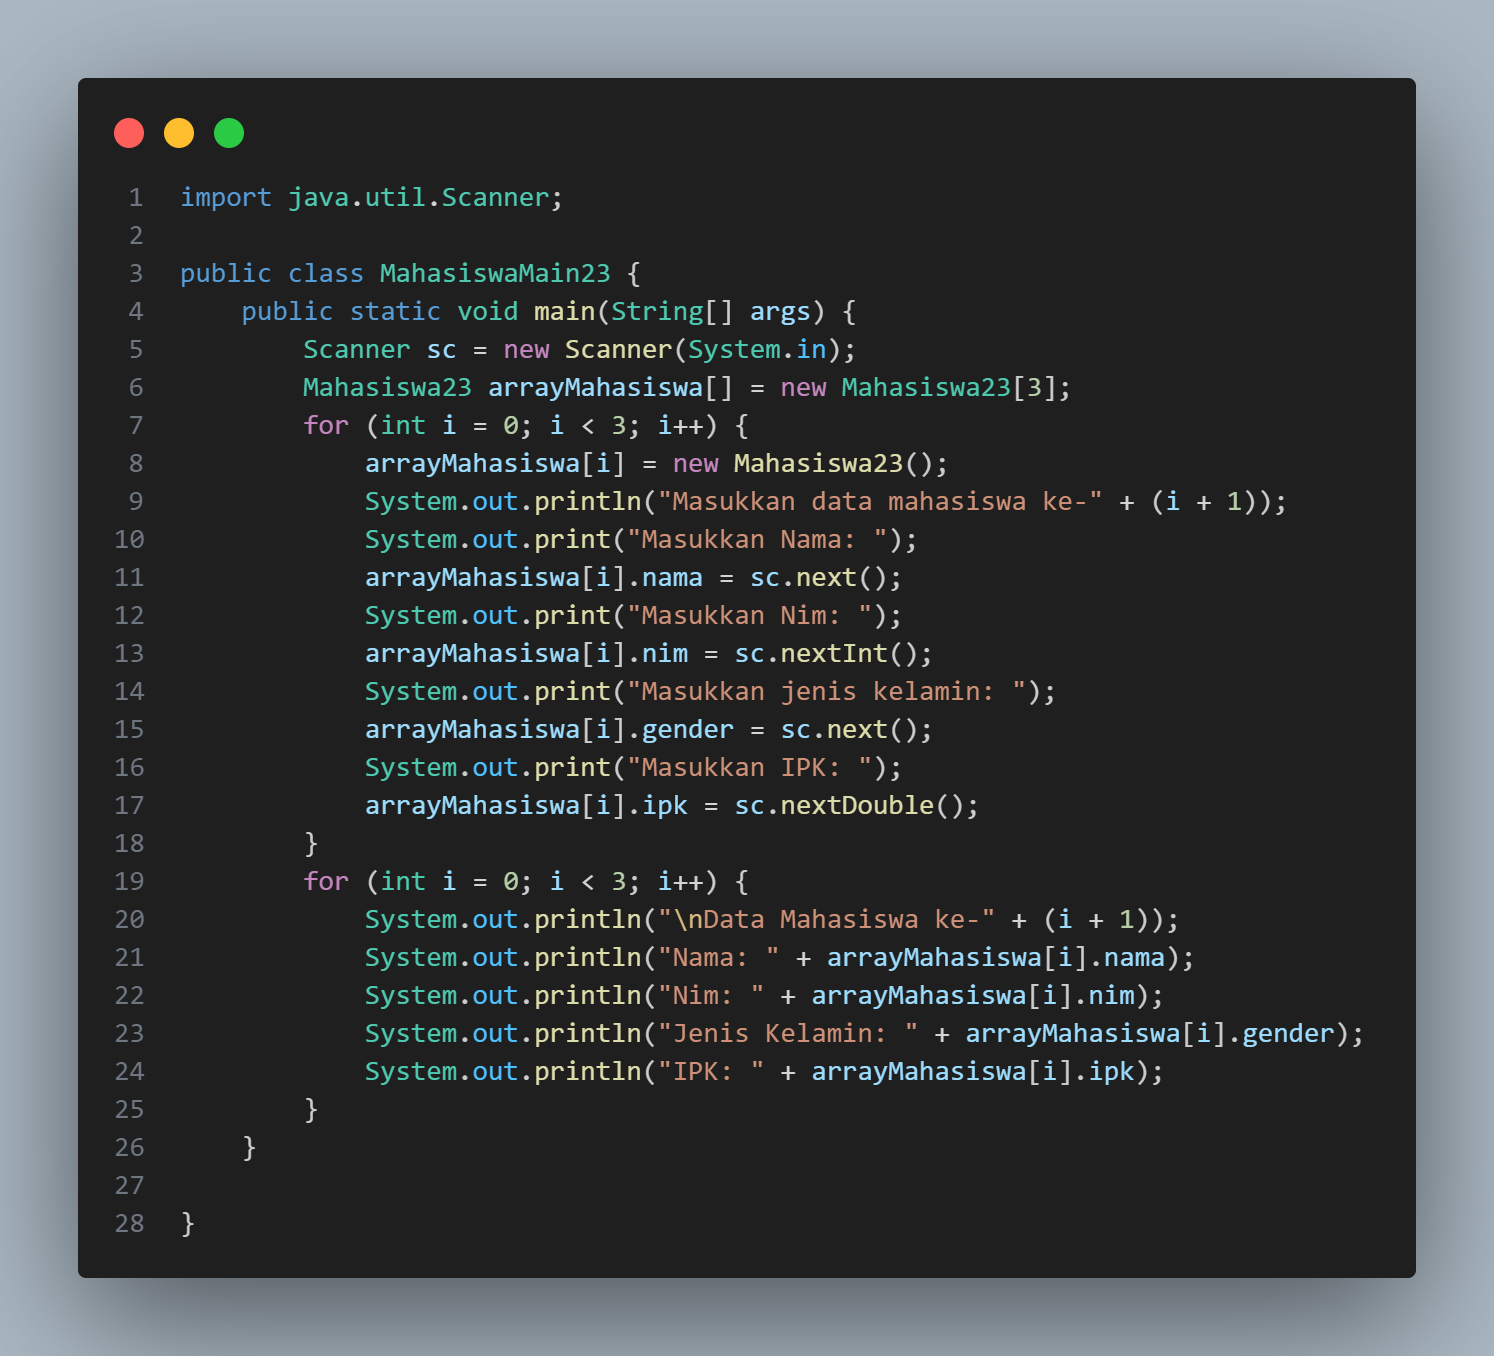 1 import java.util.Scanner;
2
3 public class MahasiswaMain23 {
4     public static void main(String[] args) {
5         Scanner sc = new Scanner(System.in);
6         Mahasiswa23 arrayMahasiswa[] = new Mahasiswa23[3];
7         for (int i = 0; i < 3; i++) {
8             arrayMahasiswa[i] = new Mahasiswa23();
9             System.out.println("Masukkan data mahasiswa ke-" + (i + 1));
10             System.out.print("Masukkan Nama: ");
11             arrayMahasiswa[i].nama = sc.next();
12             System.out.print("Masukkan Nim: ");
13             arrayMahasiswa[i].nim = sc.nextInt();
14             System.out.print("Masukkan jenis kelamin: ");
15             arrayMahasiswa[i].gender = sc.next();
16             System.out.print("Masukkan IPK: ");
17             arrayMahasiswa[i].ipk = sc.nextDouble();
18         }
19         for (int i = 0; i < 3; i++) {
20             System.out.println("\nData Mahasiswa ke-" + (i + 1));
21             System.out.println("Nama: " + arrayMahasiswa[i].nama);
22             System.out.println("Nim: " + arrayMahasiswa[i].nim);
23             System.out.println("Jenis Kelamin: " + arrayMahasiswa[i].gender);
24             System.out.println("IPK: " + arrayMahasiswa[i].ipk);
25         }
26     }
27
28 }